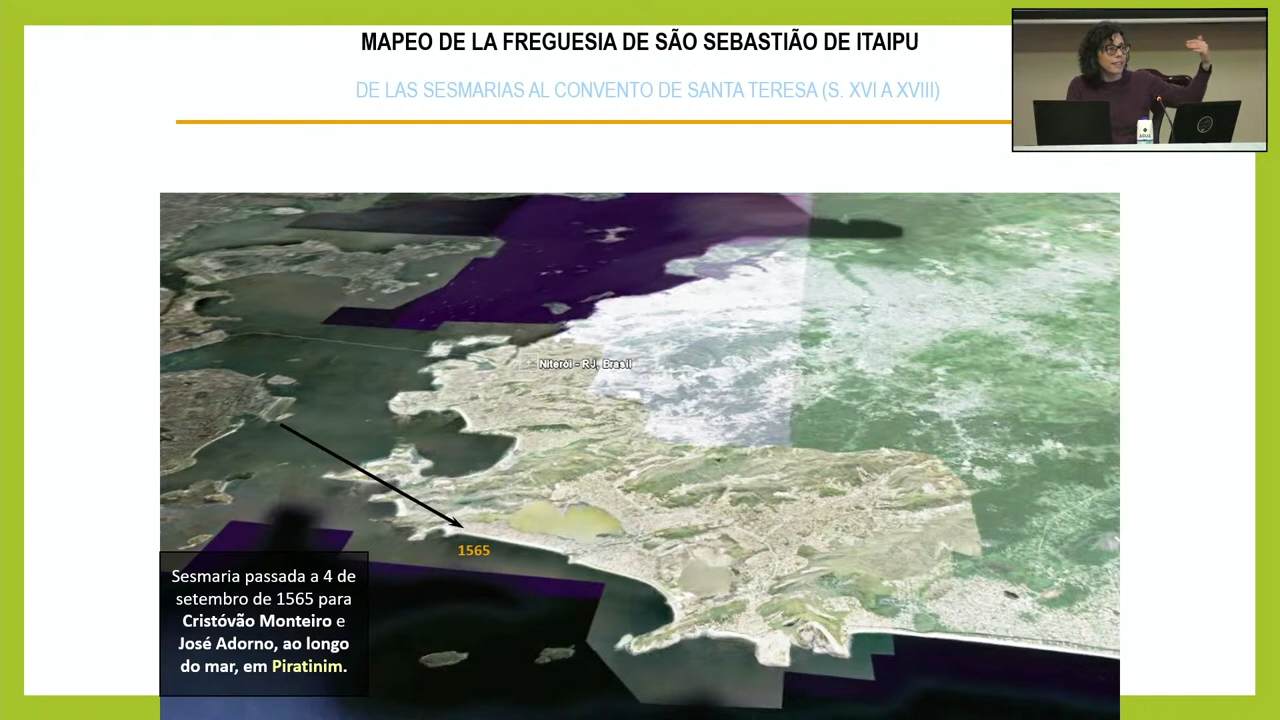 MAPEO DE LA FREGUESIA DE SÃO SEBASTIÃO DE ITAIPU
DE LAS SESMARIAS AL CONVENTO DE SANTA TERESA (S. XVI A XVIII)
Niterói - RJ, Brasil
1565
Sesmaria passada a 4 de
setembro de 1565 para
Cristóvão Monteiro e
José Adorno, ao longo
do mar, em Piratinim.